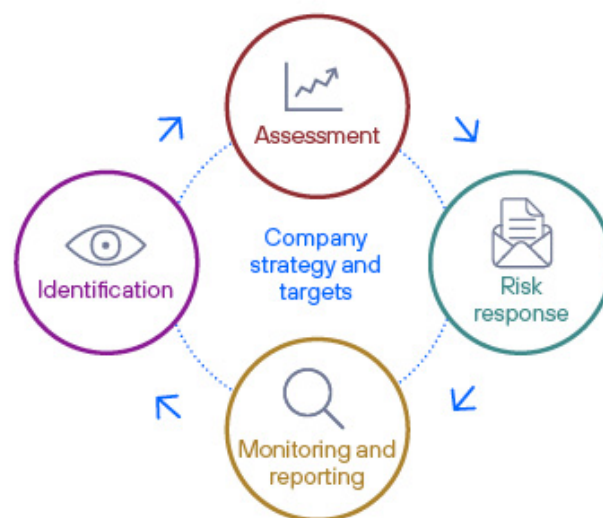 Assessment
Identification
Company
strategy and
targets
Risk
response
Monitoring and
reporting